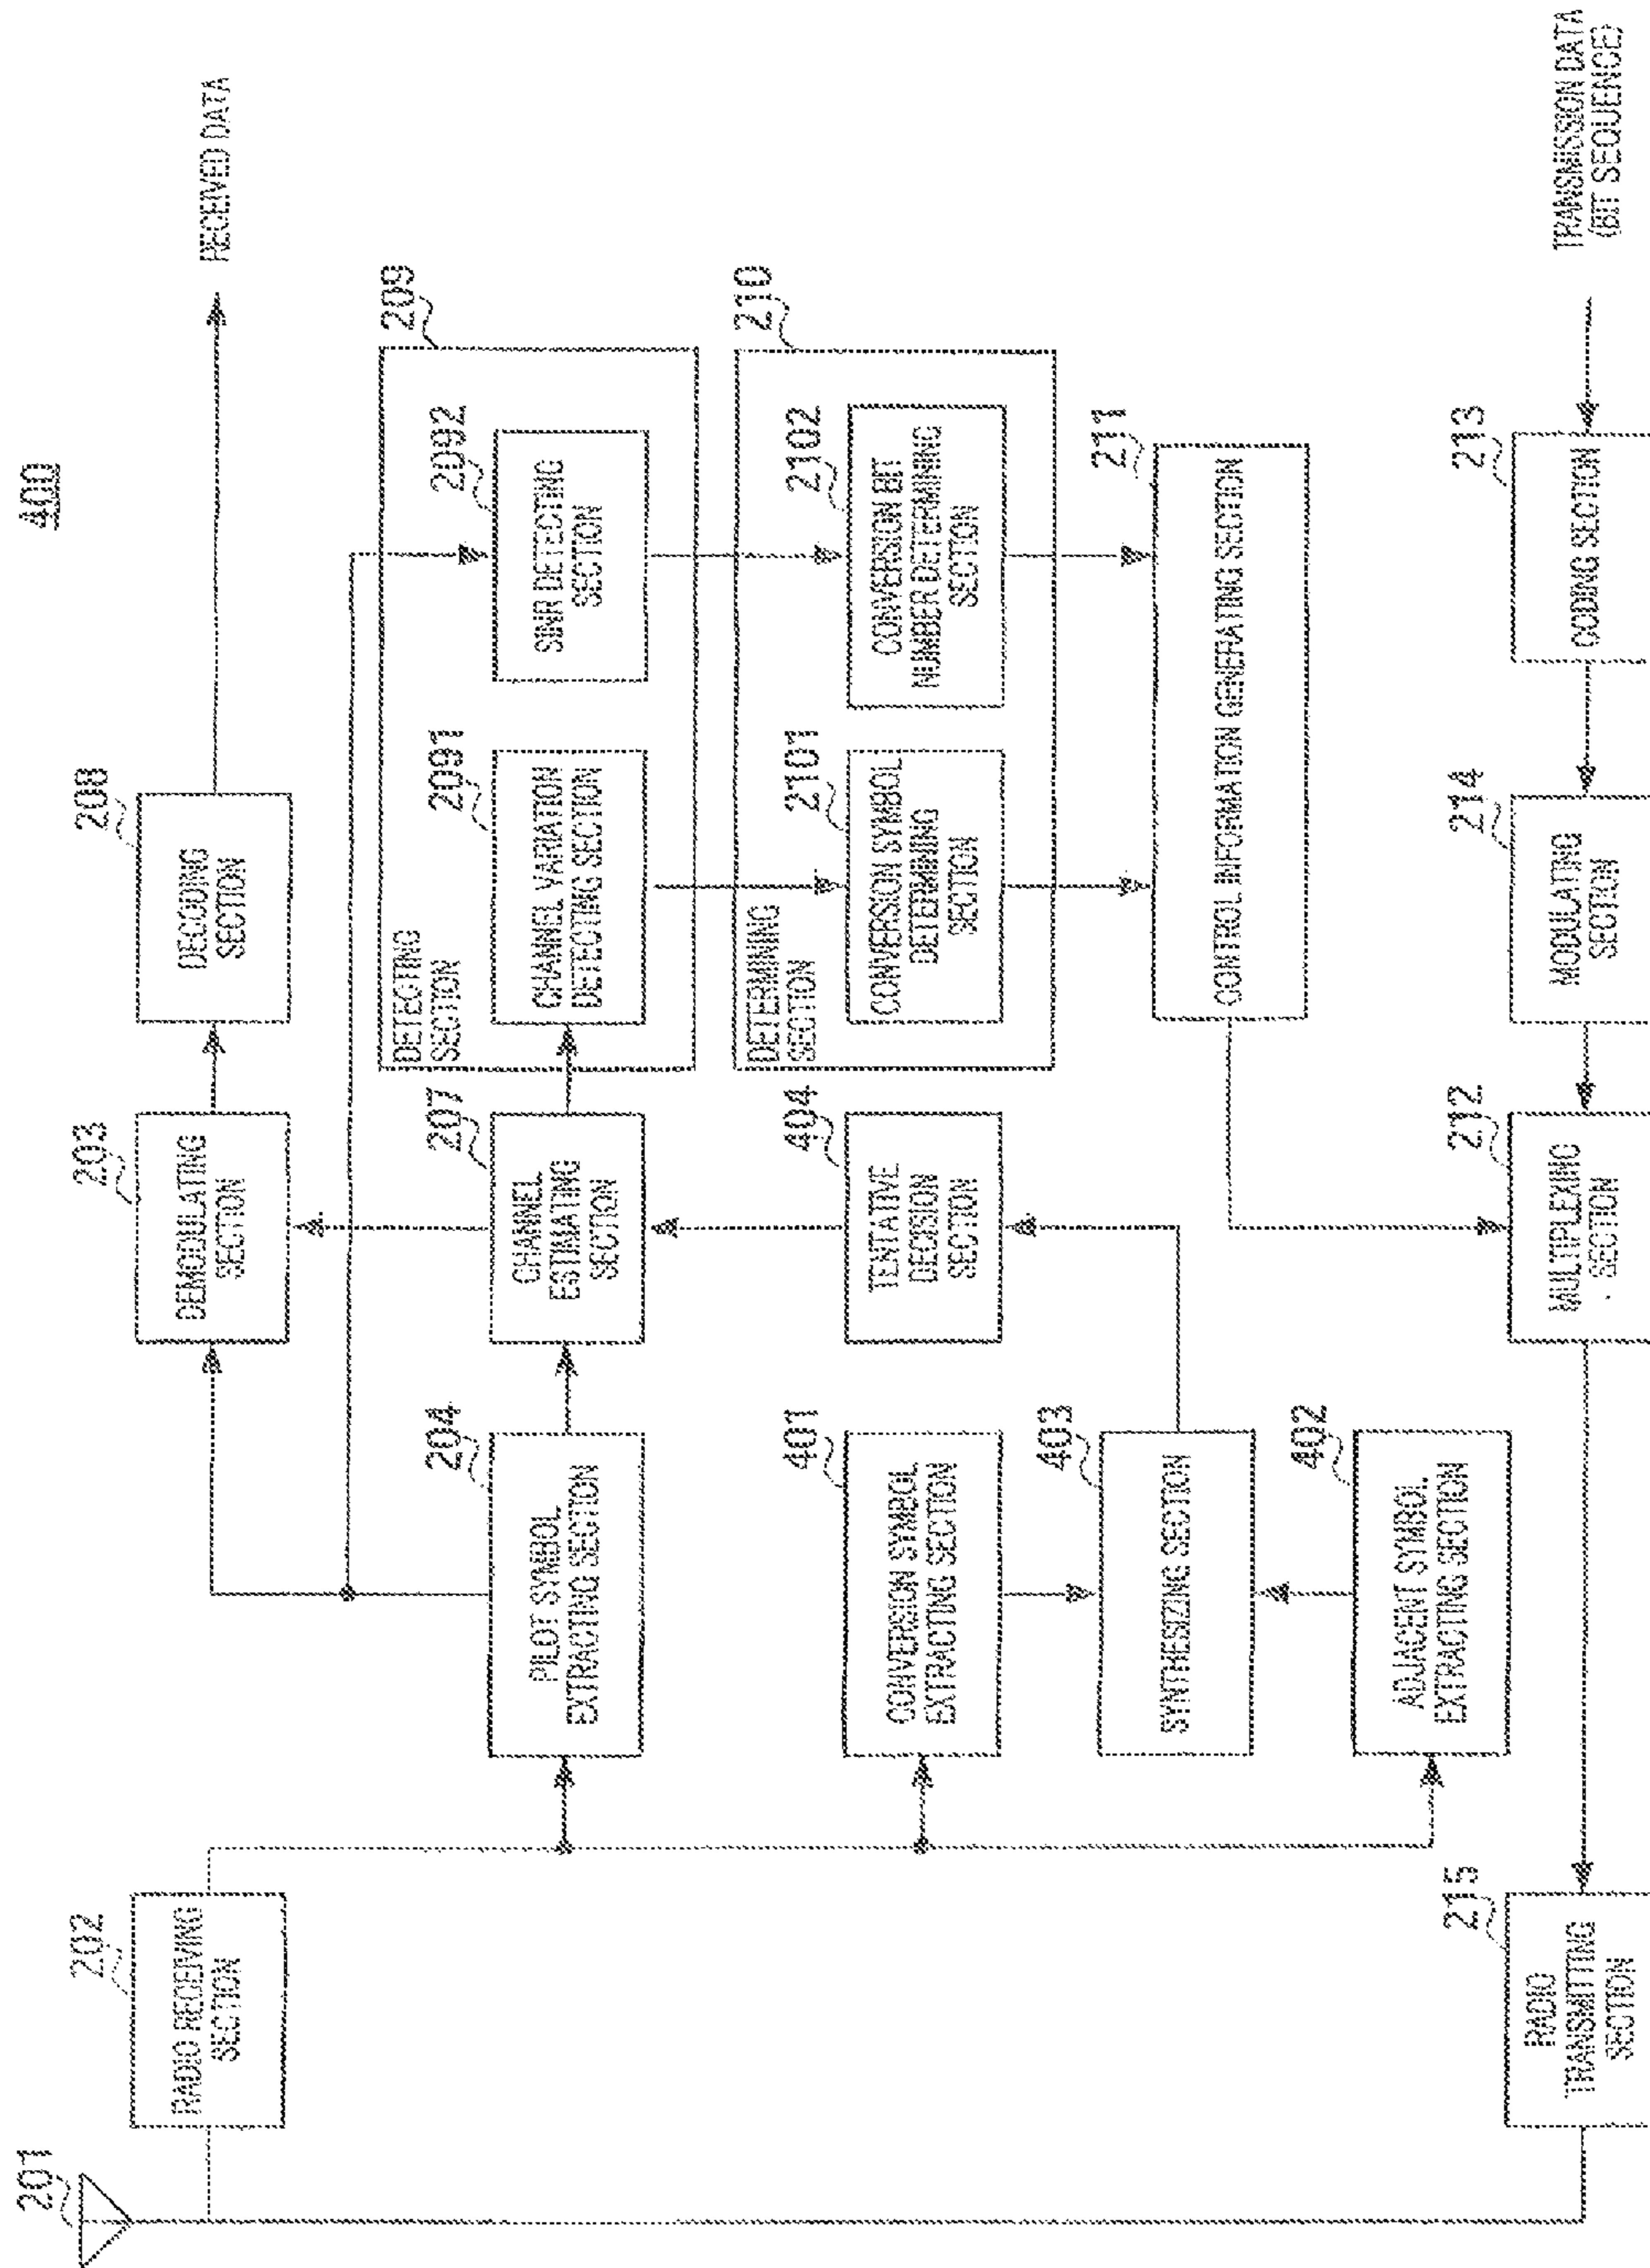 400
201
202
RADIO RECEIVING
SECTION
203
DEMODULATING
SECTION
208
DECODING
SECTION
RECEIVED DATA
204
PILOT SYMBOL
EXTRACTING SECTION
207
CHANNEL
ESTIMATING
SECTION
209
DETECTING
SECTION
2091
CHANNEL VARIATION
DETECTING SECTION
2092
SINR DETECTING
SECTION
401
CONVERSION SYMBOL
EXTRACTING SECTION
404
TENTATIVE
DECISION
SECTION
210
DETERMINING
SECTION
2101
CONVERSION SYMBOL
DETERMINING
SECTION
2102
CONVERSION BIT
NUMBER DETERMINING
SECTION
403
SYNTHESIZING SECTION
211
CONTROL INFORMATION GENERATING SECTION
402
ADJACENT SYMBOL
EXTRACTING SECTION
215
RADIO
TRANSMITTING
SECTION
212
MULTIPLEXING
SECTION
214
MODULATING
SECTION
213
CODING SECTION
TRANSMISSION DATA
(BIT SEQUENCE)